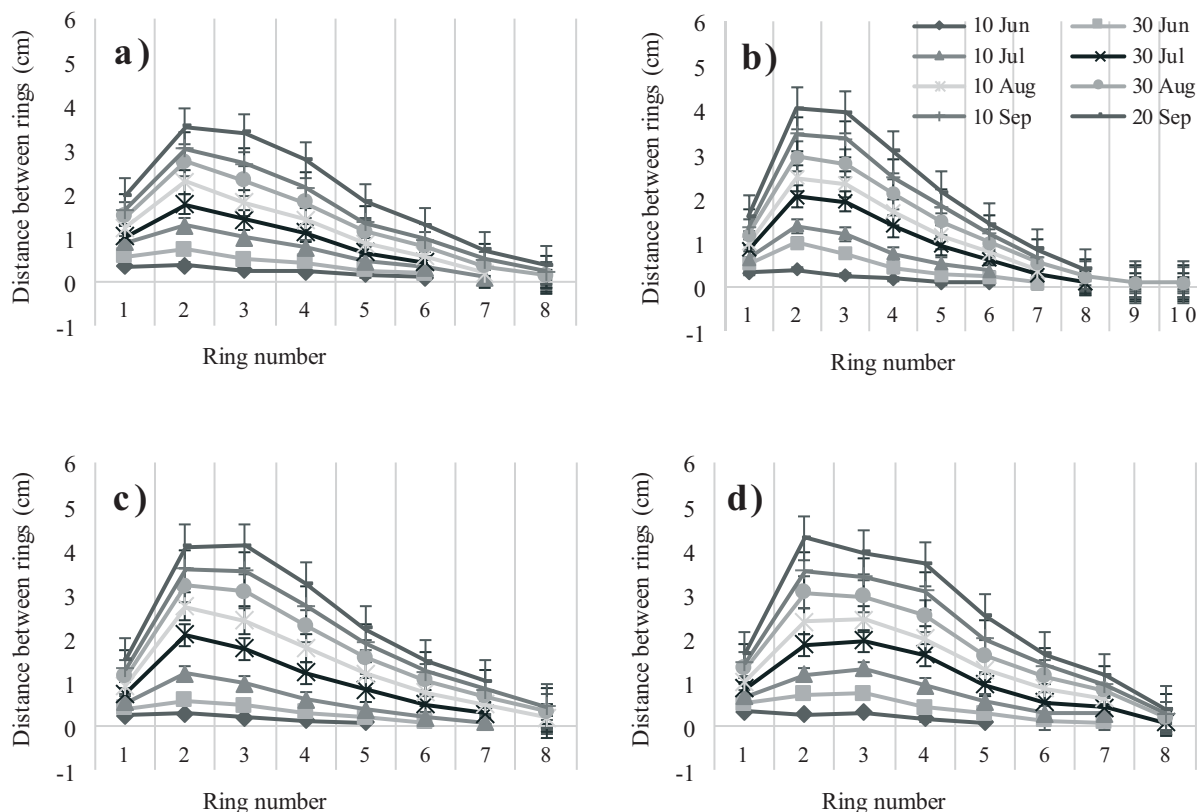 a)
Distance between rings (cm)
6
5
4
3
2
1
0
-1
1 2 3 4 5 6 7 8
Ring number
b)
Distance between rings (cm)
6
5
4
3
2
1
0
-1
1 2 3 4 5 6 7 8 9 10
Ring number
10 Jun 30 Jun
10 Jul 30 Jul
10 Aug 30 Aug
10 Sep 20 Sep
c)
Distance between rings (cm)
6
5
4
3
2
1
0
-1
1 2 3 4 5 6 7 8
Ring number
d)
Distance between rings (cm)
6
5
4
3
2
1
0
-1
1 2 3 4 5 6 7 8
Ring number